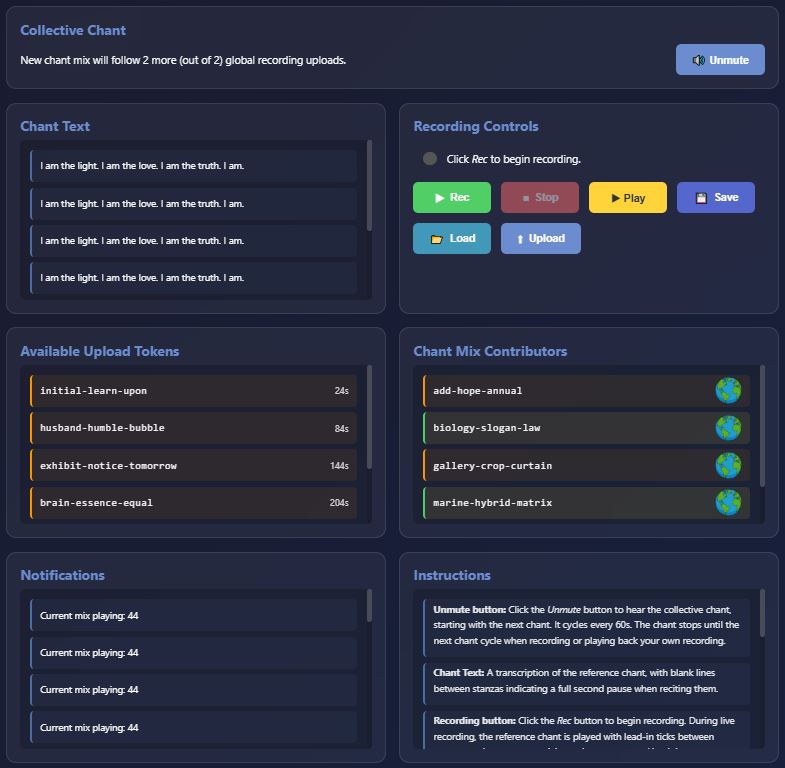 Collective Chant
New chant mix will follow 2 more (out of 2) global recording uploads.
Unmute
Chant Text
I am the light. I am the love. I am the truth. I am.
I am the light. I am the love. I am the truth. I am.
I am the light. I am the love. I am the truth. I am.
I am the light. I am the love. I am the truth. I am.
Recording Controls
Click Rec to begin recording.
Rec
Stop
Play
Save
Load
Upload
Available Upload Tokens
initial-learn-upon 24s
husband-humble-bubble 84s
exhibit-notice-tomorrow 144s
brain-essence-equal 204s
Chant Mix Contributors
add-hope-annual
biology-slogan-law
gallery-crop-curtain
marine-hybrid-matrix
Notifications
Current mix playing: 44
Current mix playing: 44
Current mix playing: 44
Current mix playing: 44
Instructions
Unmute button: Click the Unmute button to hear the collective chant,
starting with the next chant. It cycles every 60s. The chant stops until the
next chant cycle when recording or playing back your own recording.
Chant Text: A transcription of the reference chant, with blank lines
between stanzas indicating a full second pause when reciting them.
Recording button: Click the Rec button to begin recording. During live
recording, the reference chant is played with lead-in ticks between